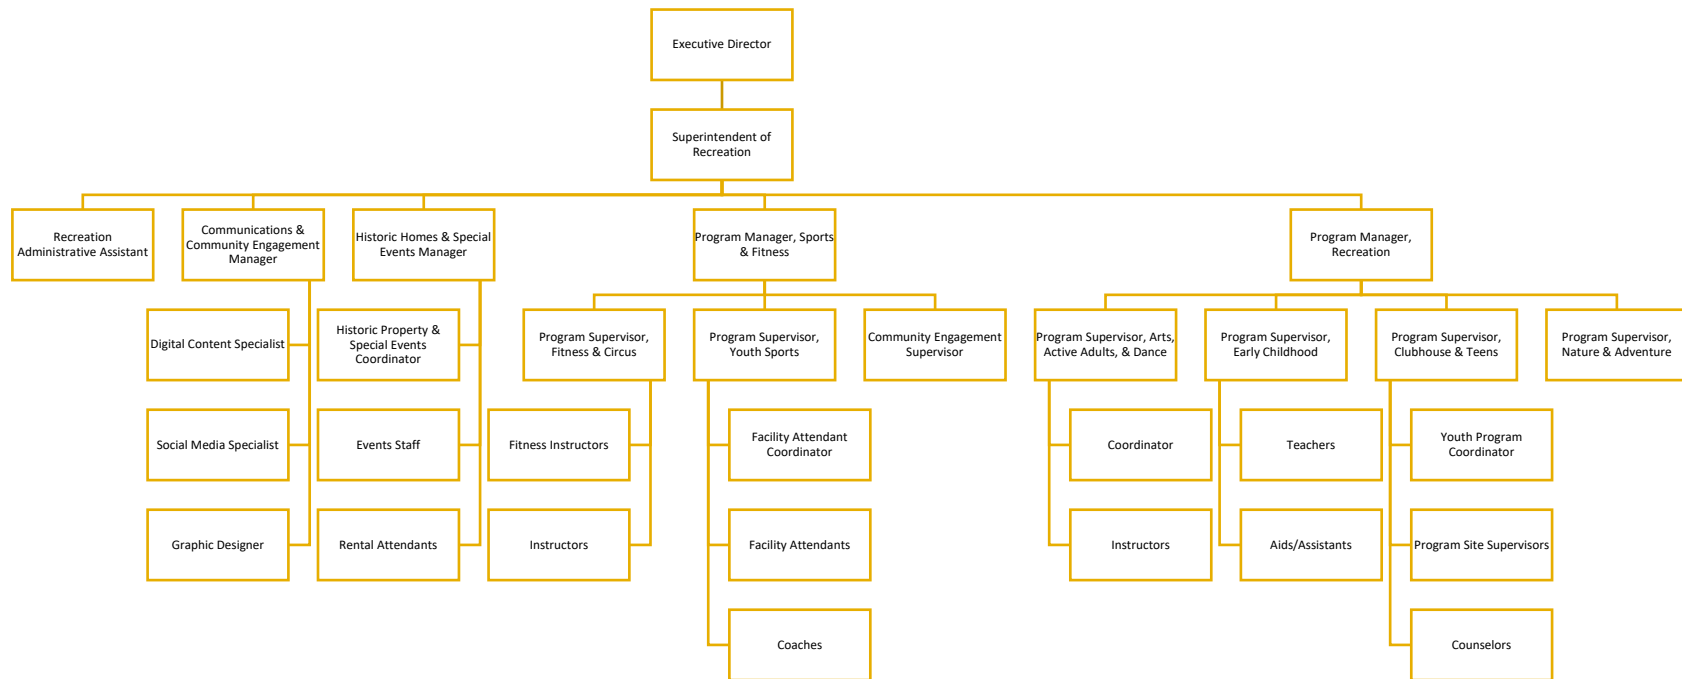 Executive Director
Superintendent of
Recreation
Recreation
Administrative Assistant
Communications &
Community Engagement
Manager
Historic Homes & Special
Events Manager
Program Manager, Sports
& Fitness
Program Manager,
Recreation
Digital Content Specialist
Historic Property &
Special Events
Coordinator
Program Supervisor,
Fitness & Circus
Program Supervisor,
Youth Sports
Community Engagement
Supervisor
Program Supervisor, Arts,
Active Adults, & Dance
Program Supervisor,
Early Childhood
Program Supervisor,
Clubhouse & Teens
Program Supervisor,
Nature & Adventure
Social Media Specialist
Events Staff
Fitness Instructors
Facility Attendant
Coordinator
Coordinator
Teachers
Youth Program
Coordinator
Graphic Designer
Rental Attendants
Instructors
Facility Attendants
Instructors
Aids/Assistants
Program Site Supervisors
Coaches
Counselors